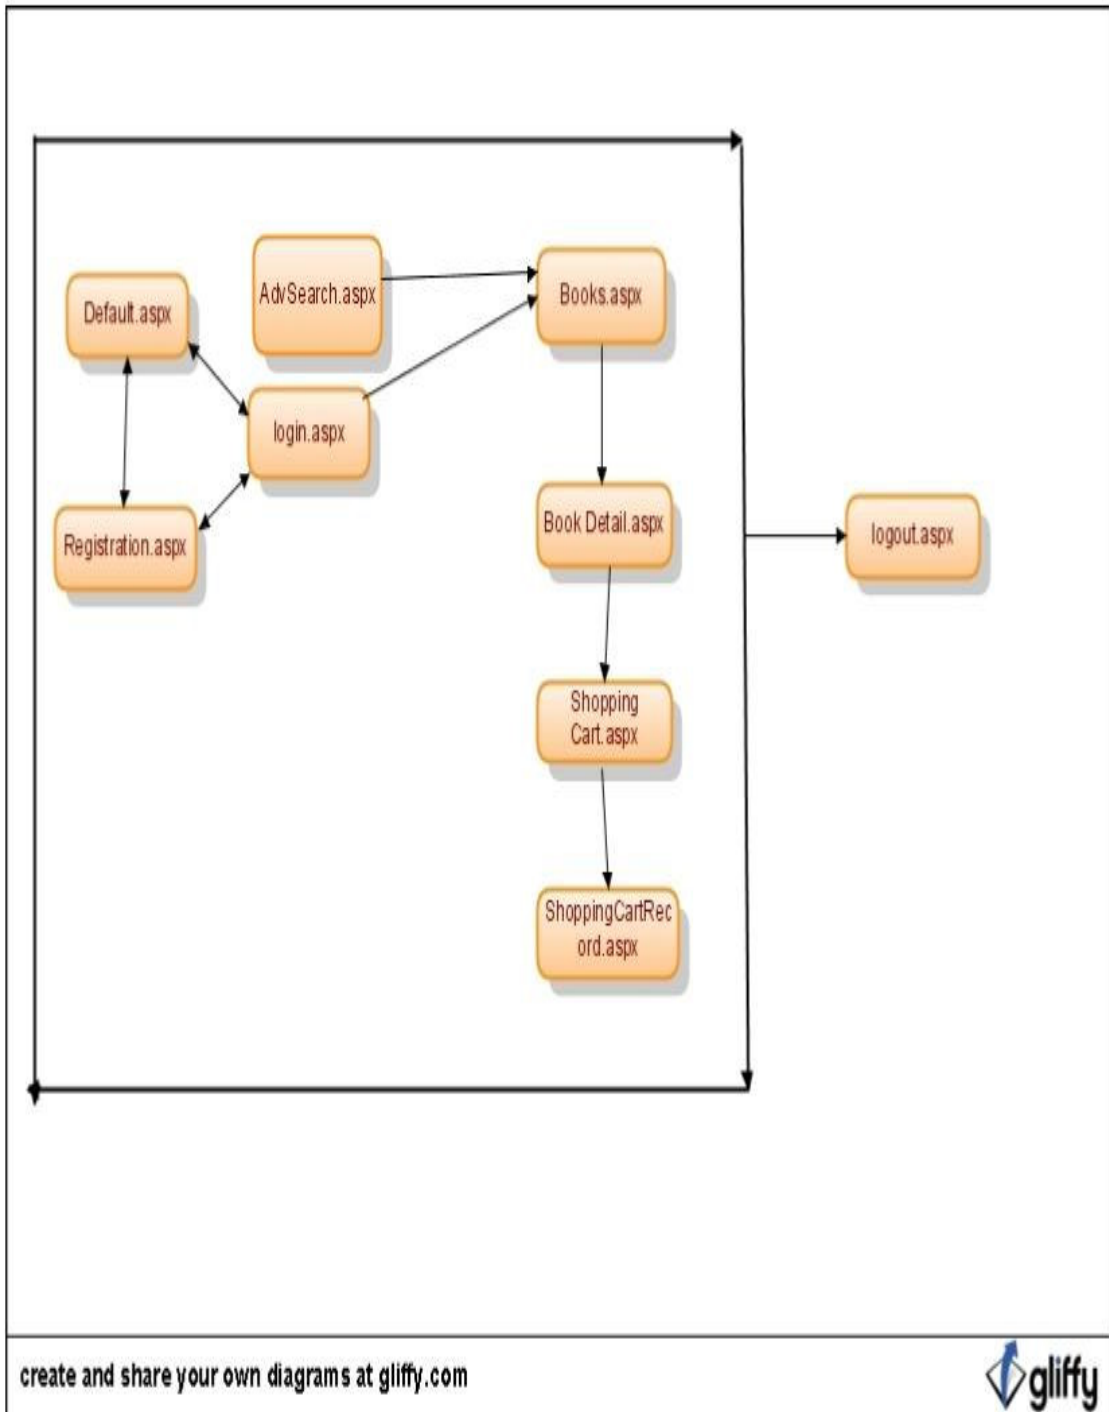 AdvSearch.aspx
Books.aspx
Default.aspx
login.aspx
Registration.aspx
Book Detail.aspx
logout.aspx
Shopping
Cart.aspx
ShoppingCartRec
ord.aspx
create and share your own diagrams at gliffy.com
gliffy